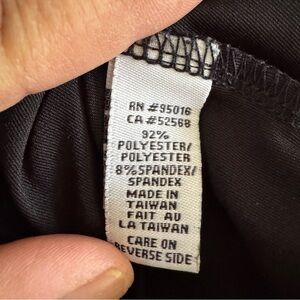 RN #95016
CA #52568
92%
POLYESTER/
POLYESTER
8%SPANDEX/
SPANDEX
MADE IN
TAIWAN
FAIT AU
LA TAIWAN
CARE ON
REVERSE SIDE